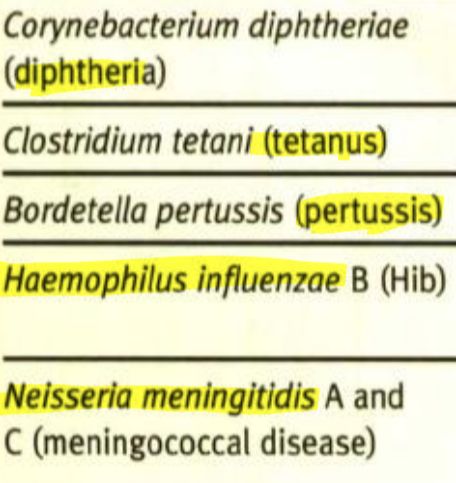 Corynebacterium diphtheriae
(diphtheria)
Clostridium tetani (tetanus)
Bordetella pertussis (pertussis)
Haemophilus influenzae B (Hib)
Neisseria meningitidis A and
C (meningococcal disease)